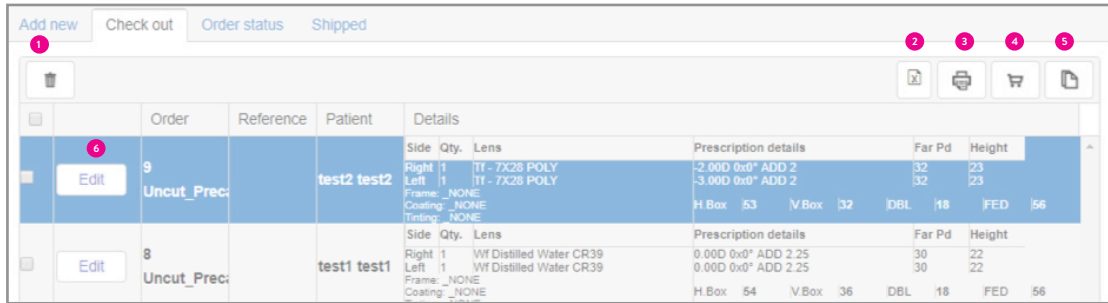 Add new Check out Order status Shipped
1 2 3 4 5
Order Reference Patient Details
6
Side Qty. Lens Prescription details Far Pd Height
Edit 9 Uncut_Prec test2 test2
Right 1 Tf - 7X28 POLY -2.00D 0x0° ADD 2 32 23
Left 1 Tf - 7X28 POLY -3.00D 0x0° ADD 2 32 23
Frame: _NONE
Coating: _NONE H.Box 53 V.Box 32 DBL 18 FED 56
Tinting: _NONE
Side Qty. Lens Prescription details Far Pd Height
Edit 8 Uncut_Prec test1 test1
Right 1 Wf Distilled Water CR39 0.00D 0x0° ADD 2.25 30 22
Left 1 Wf Distilled Water CR39 0.00D 0x0° ADD 2.25 30 22
Frame: _NONE
Coating: _NONE H.Box 54 V.Box 36 DBL 18 FED 56